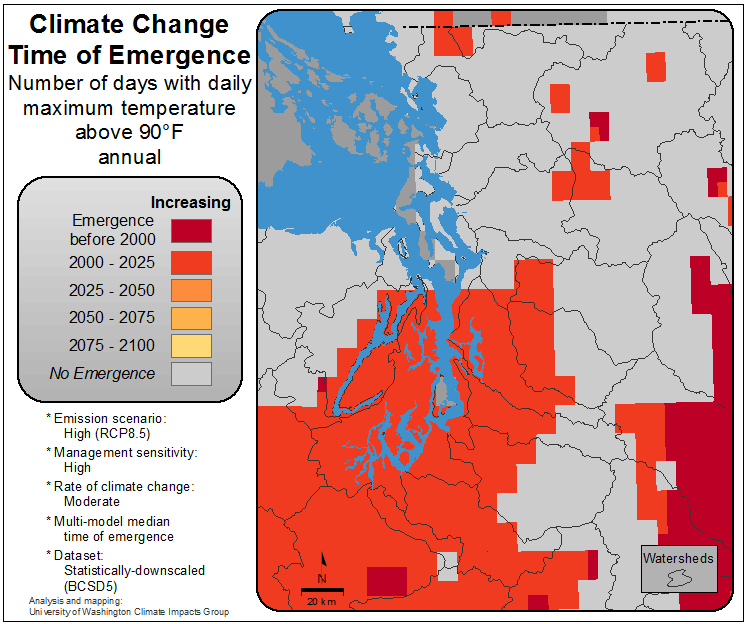 Climate Change
Time of Emergence
Number of days with daily
maximum temperature
above 90°F
annual
Increasing
Emergence
before 2000
2000 - 2025
2025 - 2050
2050 - 2075
2075 - 2100
No Emergence
* Emission scenario:
High (RCP8.5)
* Management sensitivity:
High
* Rate of climate change:
Moderate
* Multi-model median
time of emergence
* Dataset:
Statistically-downscaled
(BCSD5)
Analysis and mapping:
University of Washington Climate Impacts Group
N
20 km
Watersheds